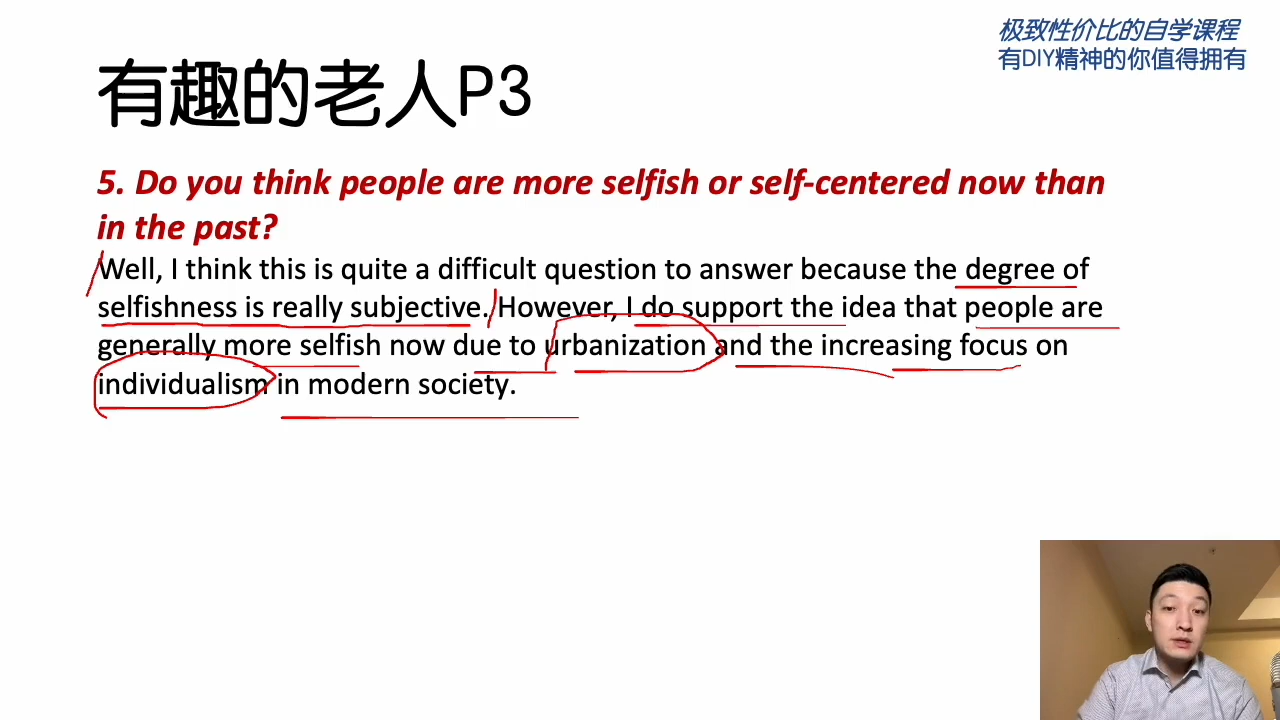 极致性价比的自学课程
有DIY精神的你值得拥有
有趣的老人P3
5. Do you think people are more selfish or self-centered now than
in the past?
Well, I think this is quite a difficult question to answer because the degree of
selfishness is really subjective. However, I do support the idea that people are
generally more selfish now due to urbanization and the increasing focus on
individualism in modern society.